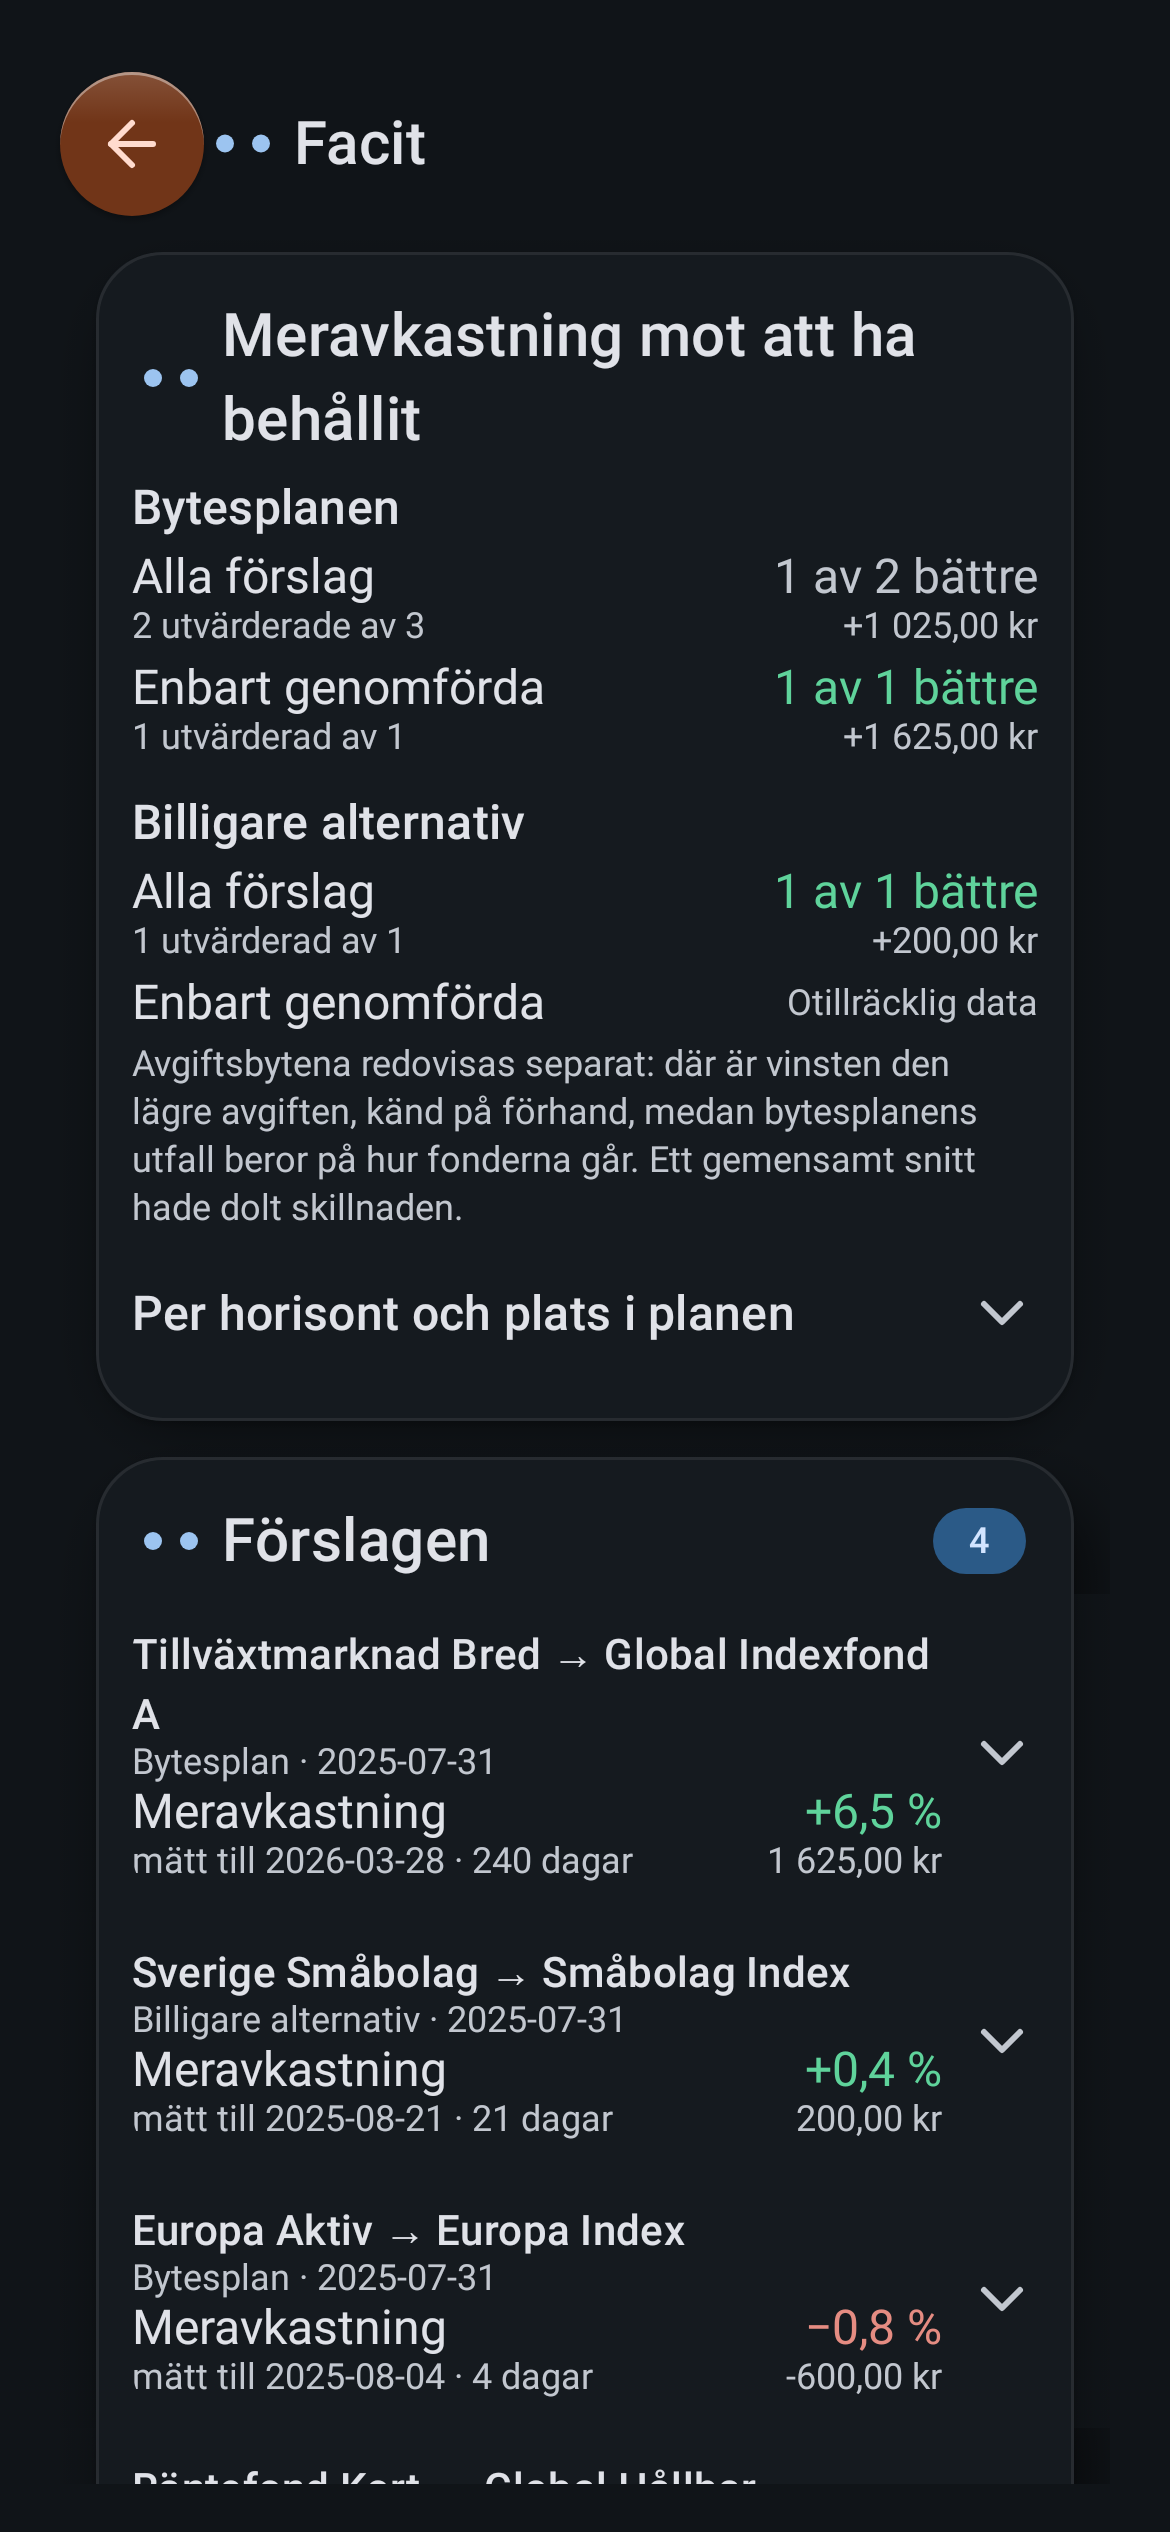 Facit
Meravkastning mot att ha
behållit
Bytesplanen
Alla förslag
1 av 2 bättre
2 utvärderade av 3
+1 025,00 kr
Enbart genomförda
1 av 1 bättre
1 utvärderad av 1
+1 625,00 kr
Billigare alternativ
Alla förslag
1 av 1 bättre
1 utvärderad av 1
+200,00 kr
Enbart genomförda
Otillräcklig data
Avgiftsbytena redovisas separat: där är vinsten den
lägre avgiften, känd på förhand, medan bytesplanens
utfall beror på hur fonderna går. Ett gemensamt snitt
hade dolt skillnaden.
Per horisont och plats i planen
Förslagen
4
Tillväxtmarknad Bred → Global Indexfond
A
Bytesplan · 2025-07-31
Meravkastning
+6,5 %
mätt till 2026-03-28 · 240 dagar
1 625,00 kr
Sverige Småbolag → Småbolag Index
Billigare alternativ · 2025-07-31
Meravkastning
+0,4 %
mätt till 2025-08-21 · 21 dagar
200,00 kr
Europa Aktiv → Europa Index
Bytesplan · 2025-07-31
Meravkastning
−0,8 %
mätt till 2025-08-04 · 4 dagar
-600,00 kr